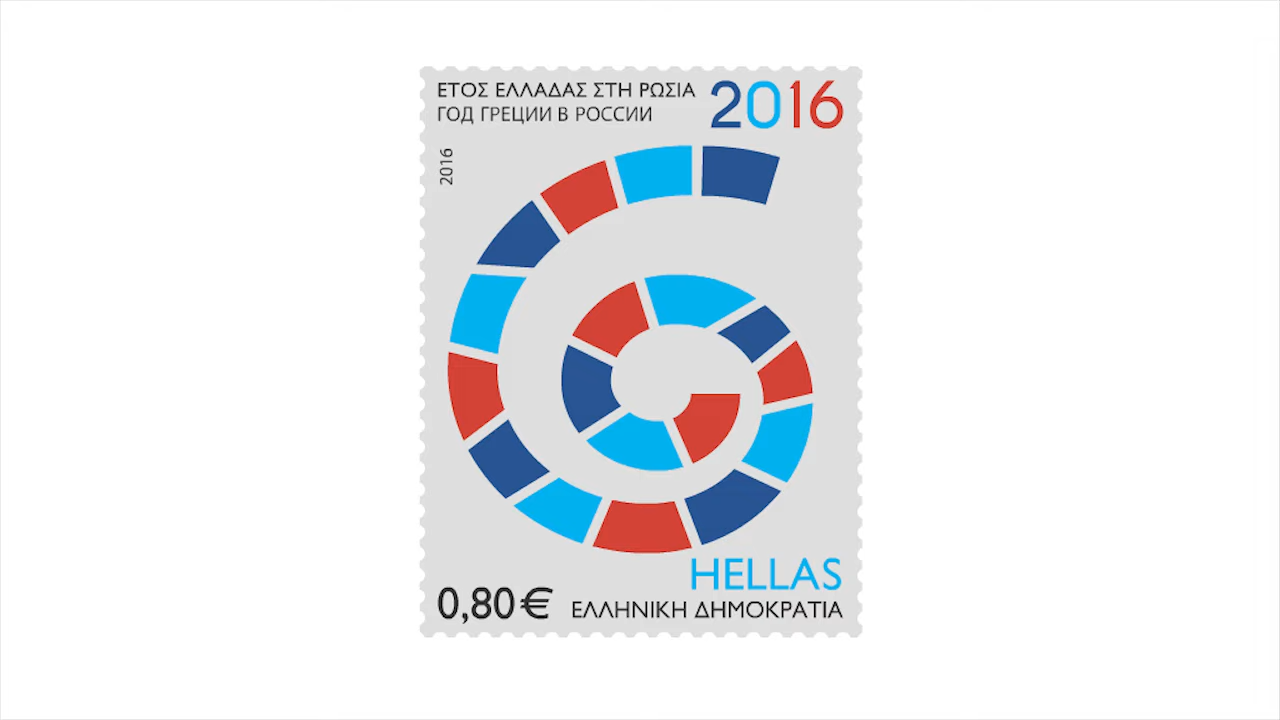 ΕΤΟΣ ΕΛΛΑΔΑΣ ΣΤΗ ΡΩΣΙΑ
ГОД ГРЕЦИИ В РОССИИ
2016
2016
HELLAS
0,80€
ΕΛΛΗΝΙΚΗ ΔΗΜΟΚΡΑΤΙΑ